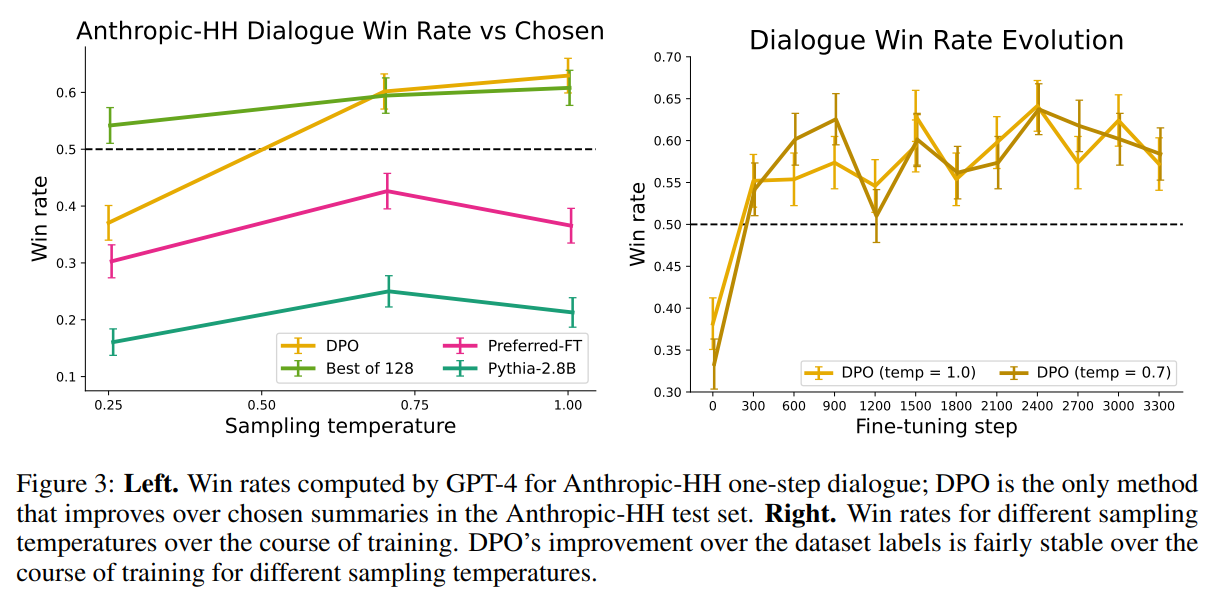 Anthropic-HH Dialogue Win Rate vs Chosen
Win rate
0.6
0.5
0.4
0.3
0.2
0.1
DPO
Best of 128
Preferred-FT
Pythia-2.8B
0.25
0.50
0.75
1.00
Sampling temperature
Dialogue Win Rate Evolution
Win rate
0.70
0.65
0.60
0.55
0.50
0.45
0.40
0.35
0.30
DPO (temp = 1.0)
DPO (temp = 0.7)
0
300
600
900
1200
1500
1800
2100
2400
2700
3000
3300
Fine-tuning step
Figure 3: Left. Win rates computed by GPT-4 for Anthropic-HH one-step dialogue; DPO is the only method
that improves over chosen summaries in the Anthropic-HH test set. Right. Win rates for different sampling
temperatures over the course of training. DPO's improvement over the dataset labels is fairly stable over the
course of training for different sampling temperatures.